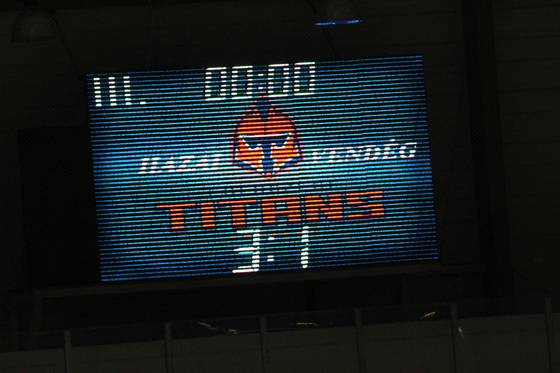 III. 00:00
HAZAI VENDÉG
TITANS
3:1